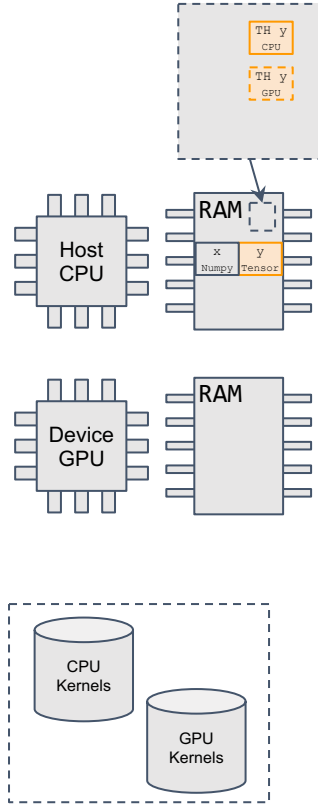 TH y
CPU
TH y
GPU
RAM
Host
CPU
x
Numpy
y
Tensor
RAM
Device
GPU
CPU
Kernels
GPU
Kernels